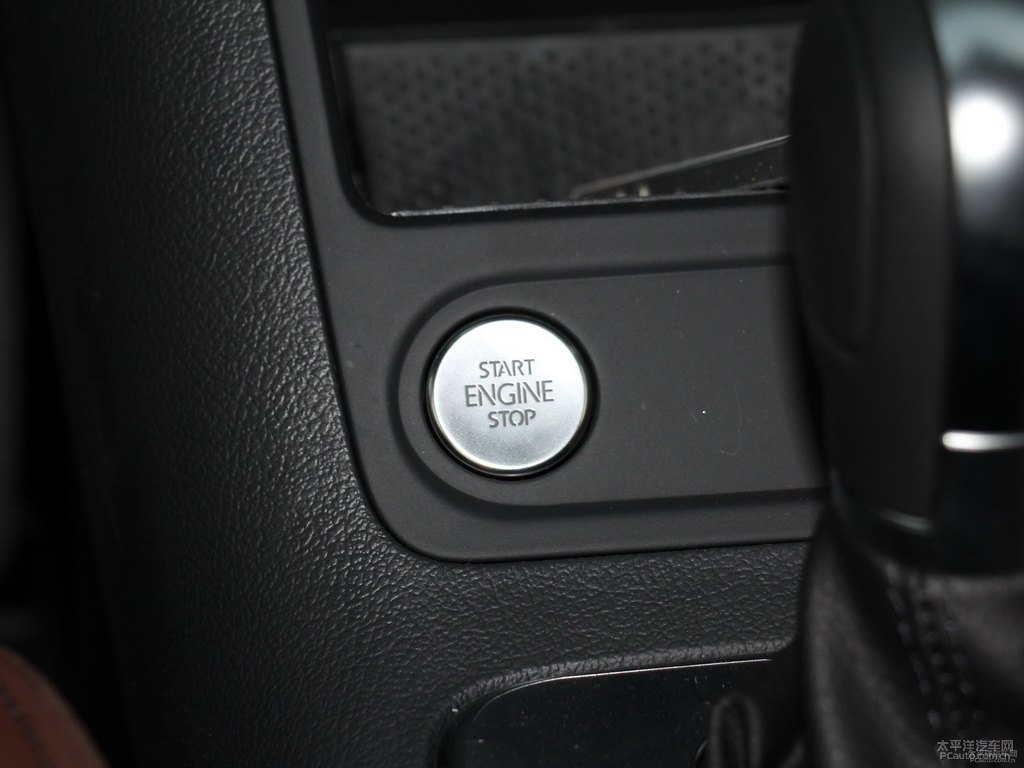 START
ENGINE
STOP
太平洋汽车网
PCauto.com.cn